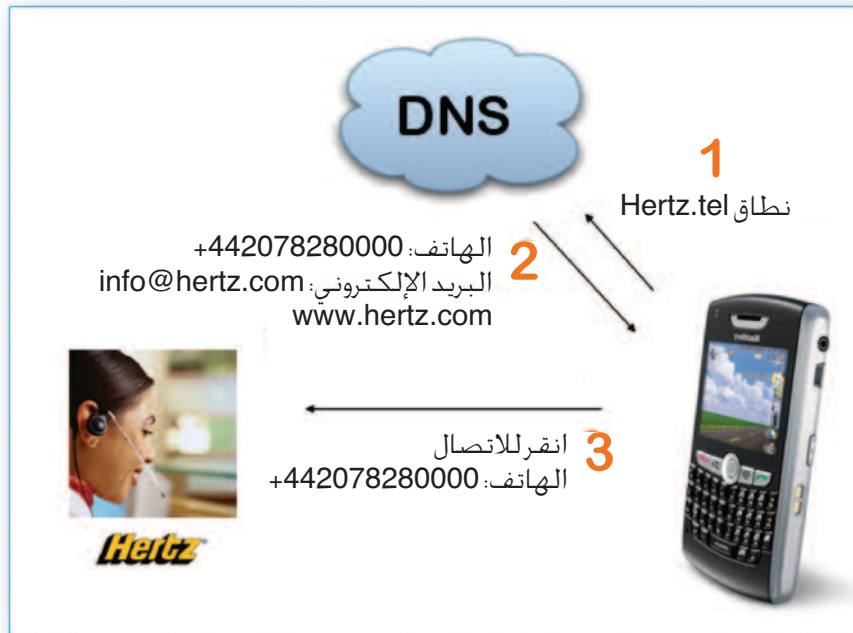 DNS
1
نطاق Hertz.tel
2
الهاتف: 442078280000+
البريد الإلكتروني: info@hertz.com
www.hertz.com
3
انقر للاتصال
الهاتف: 442078280000+
Hertz